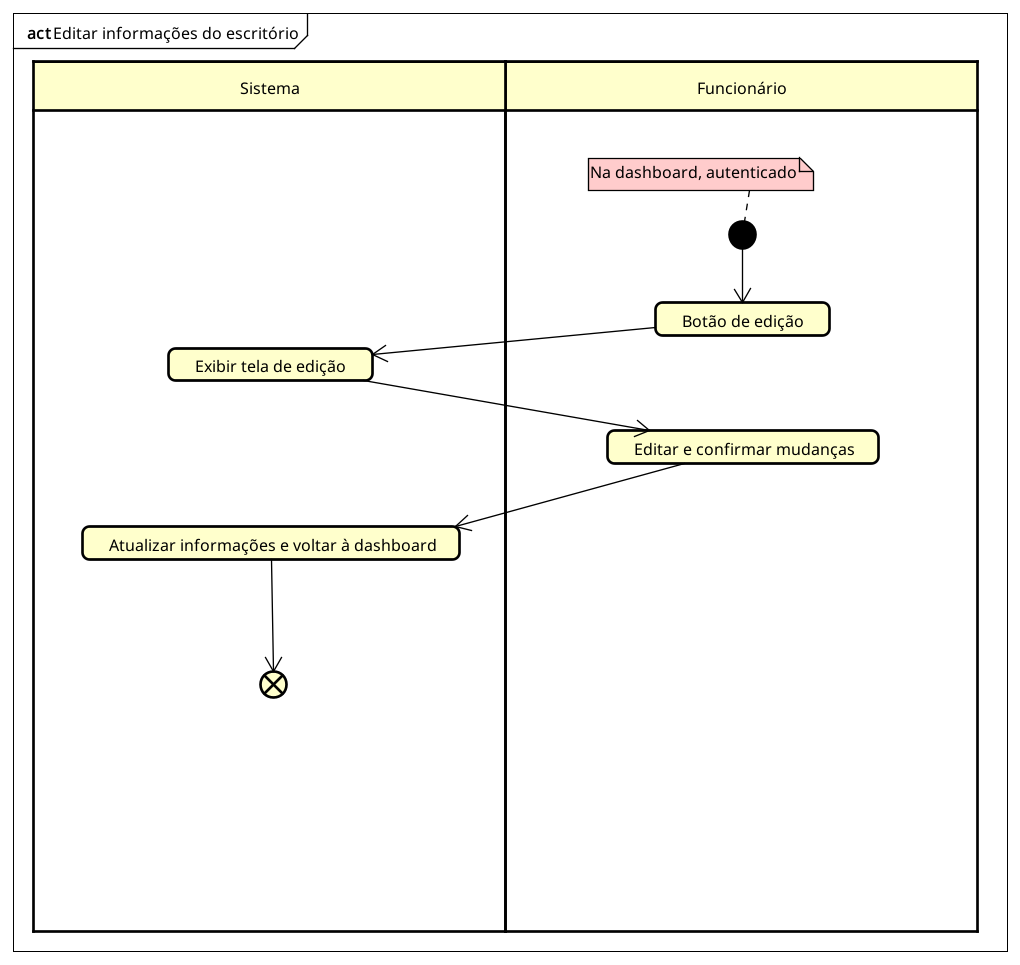 act Editar informações do escritório
Sistema
Funcionário
Na dashboard, autenticado
Botão de edição
Exibir tela de edição
Editar e confirmar mudanças
Atualizar informações e voltar à dashboard